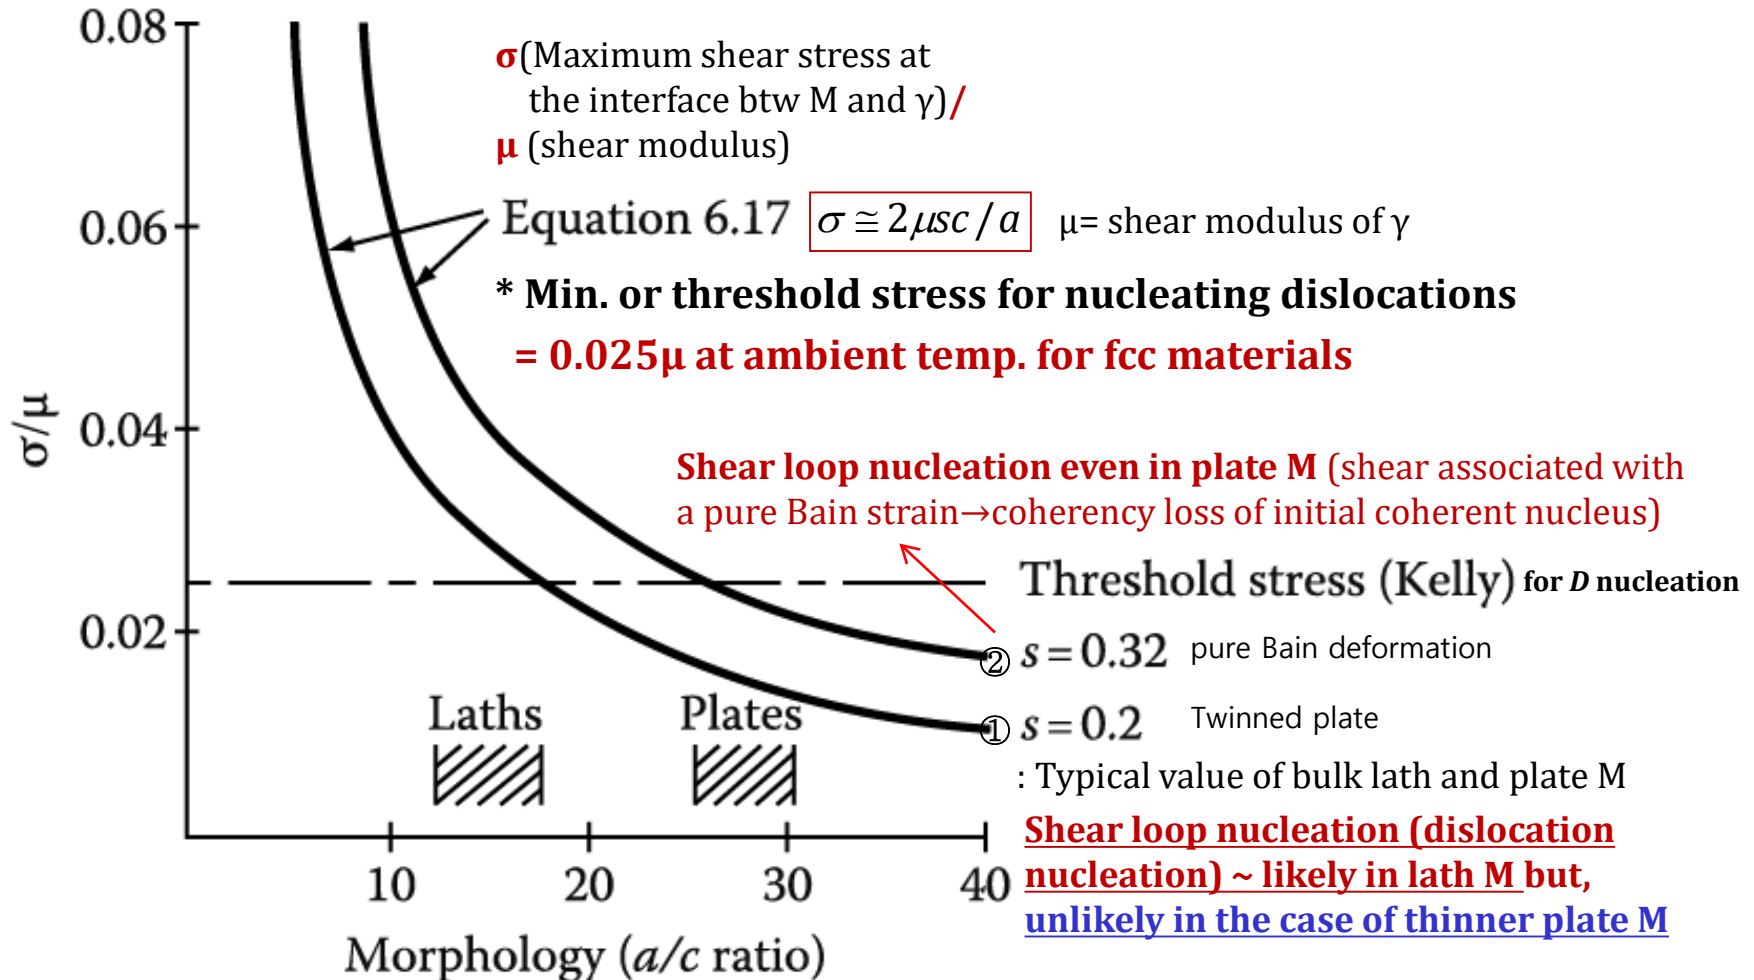 0.08
σ(Maximum shear stress at
the interface btw M and γ)/
μ (shear modulus)
0.06
Equation 6.17 σ ≅ 2μsc / a μ= shear modulus of γ
* Min. or threshold stress for nucleating dislocations
= 0.025μ at ambient temp. for fcc materials
σ/μ
0.04
Shear loop nucleation even in plate M (shear associated with
a pure Bain strain→coherency loss of initial coherent nucleus)
Threshold stress (Kelly) for D nucleation
0.02
② s = 0.32 pure Bain deformation
Laths Plates
① s = 0.2 Twinned plate
: Typical value of bulk lath and plate M
Shear loop nucleation (dislocation
nucleation) ~ likely in lath M but,
unlikely in the case of thinner plate M
10 20 30 40
Morphology (a/c ratio)